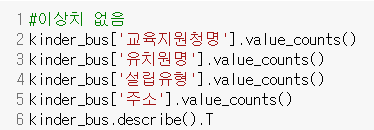 1 #이상치 없음
2 kinder_bus['교육지원청명'].value_counts()
3 kinder_bus['유치원명'].value_counts()
4 kinder_bus['설립유형'].value_counts()
5 kinder_bus['주소'].value_counts()
6 kinder_bus.describe().T